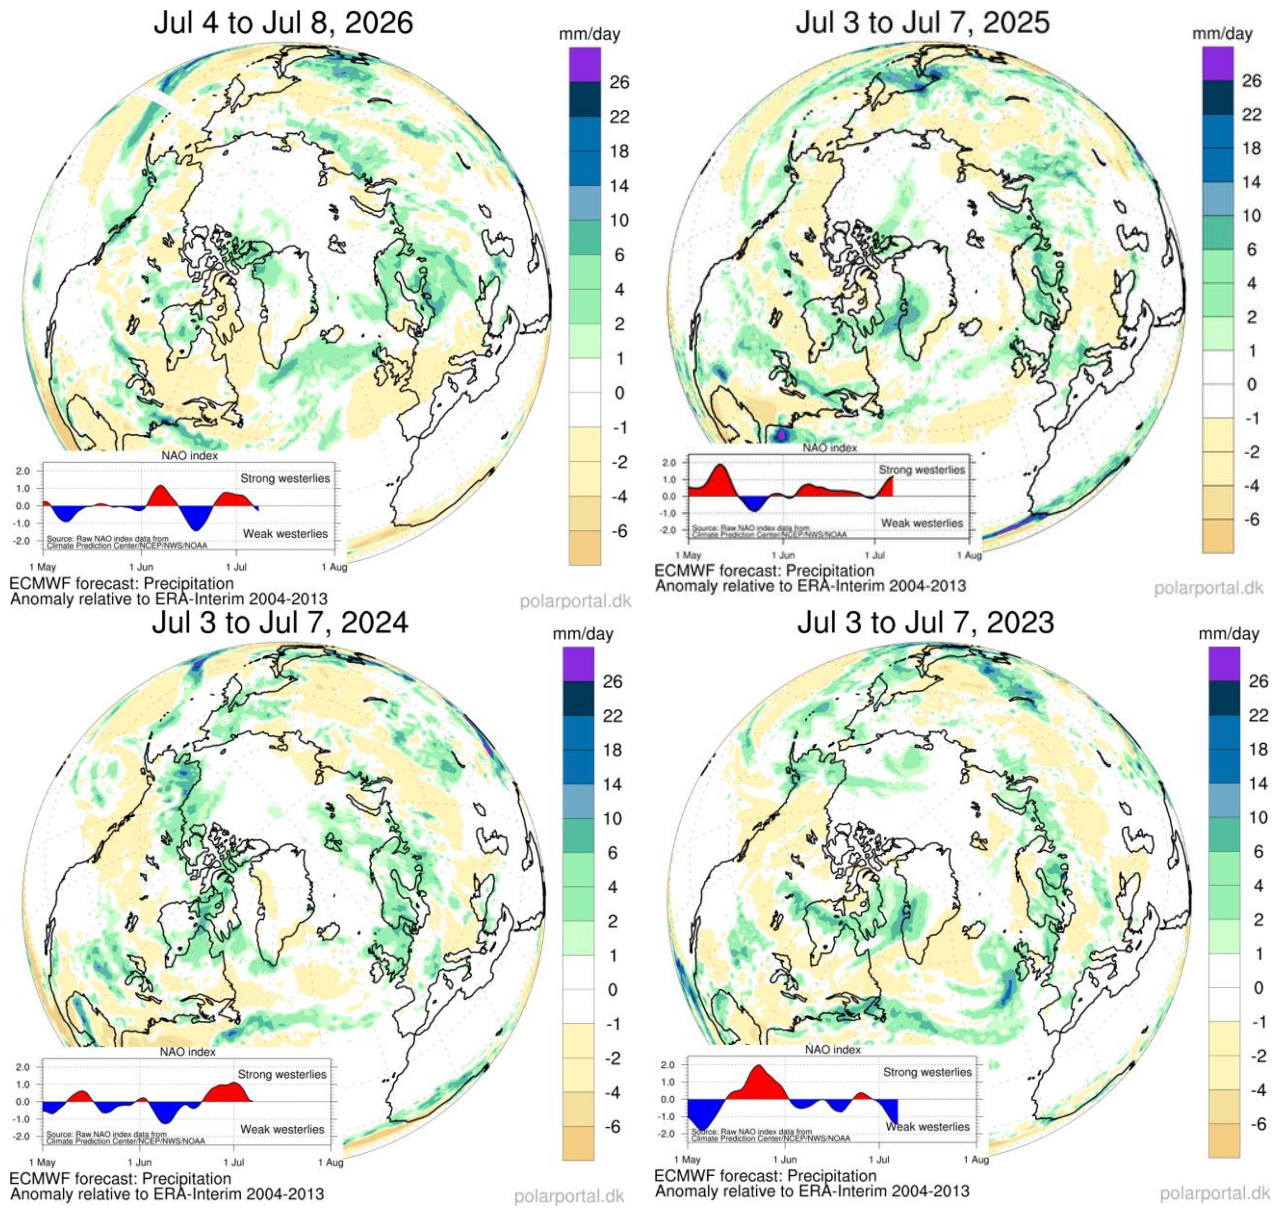 Jul 4 to Jul 8, 2026
mm/day
26
22
18
14
10
6
4
2
1
0
-1
-2
-4
-6
NAO index
2.0
1.0
0.0
-1.0
-2.0
Strong westerlies
Weak westerlies
Source: Raw NAO index data from
Climate Prediction Center/NCEP/NWS/NOAA
1 May
1 Jun
1 Jul
1 Aug
ECMWF forecast: Precipitation
Anomaly relative to ERA-Interim 2004-2013
polarportal.dk
Jul 3 to Jul 7, 2025
mm/day
26
22
18
14
10
6
4
2
1
0
-1
-2
-4
-6
NAO index
2.0
1.0
0.0
-1.0
-2.0
Strong westerlies
Weak westerlies
Source: Raw NAO index data from
Climate Prediction Center/NCEP/NWS/NOAA
1 May
1 Jun
1 Jul
1 Aug
ECMWF forecast: Precipitation
Anomaly relative to ERA-Interim 2004-2013
polarportal.dk
Jul 3 to Jul 7, 2024
mm/day
26
22
18
14
10
6
4
2
1
0
-1
-2
-4
-6
NAO index
2.0
1.0
0.0
-1.0
-2.0
Strong westerlies
Weak westerlies
Source: Raw NAO index data from
Climate Prediction Center/NCEP/NWS/NOAA
1 May
1 Jun
1 Jul
1 Aug
ECMWF forecast: Precipitation
Anomaly relative to ERA-Interim 2004-2013
polarportal.dk
Jul 3 to Jul 7, 2023
mm/day
26
22
18
14
10
6
4
2
1
0
-1
-2
-4
-6
NAO index
2.0
1.0
0.0
-1.0
-2.0
Strong westerlies
Weak westerlies
Source: Raw NAO index data from
Climate Prediction Center/NCEP/NWS/NOAA
1 May
1 Jun
1 Jul
1 Aug
ECMWF forecast: Precipitation
Anomaly relative to ERA-Interim 2004-2013
polarportal.dk